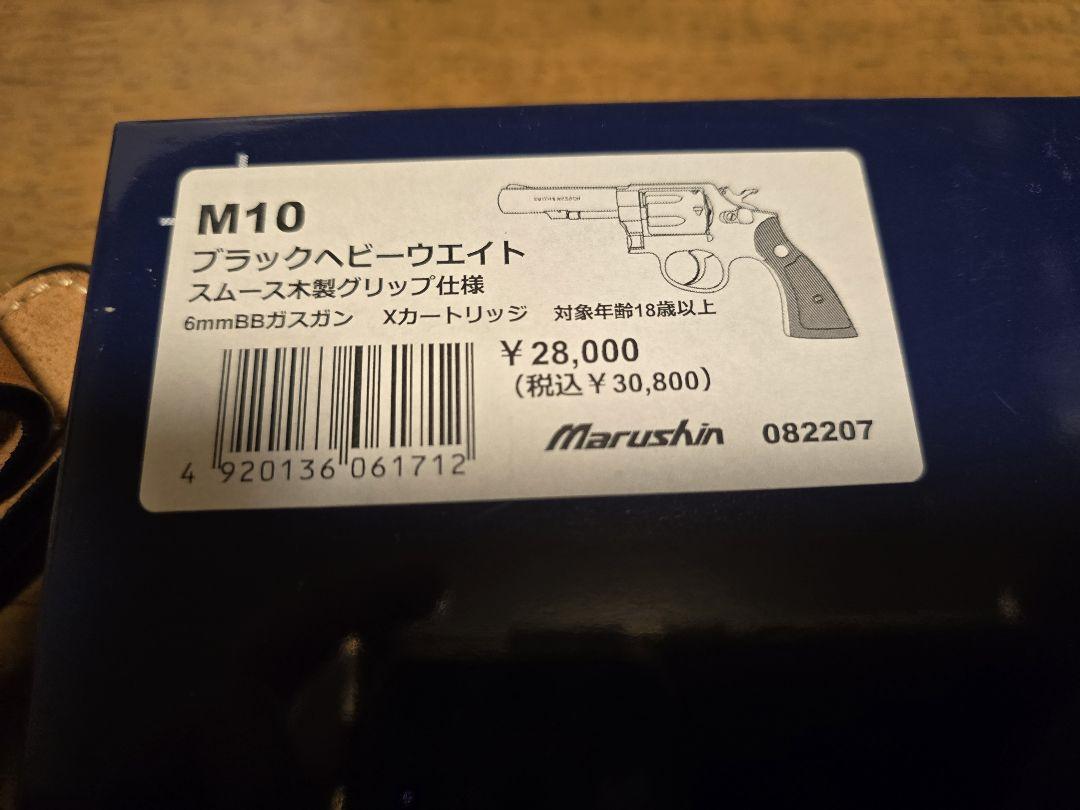 M10
ブラックヘビーウエイト
スムース木製グリップ仕様
6mmBBガスガン Xカートリッジ 対象年齢18歳以上
¥28,000
(税込¥30,800)
Marushin 082207
4 920136 061712